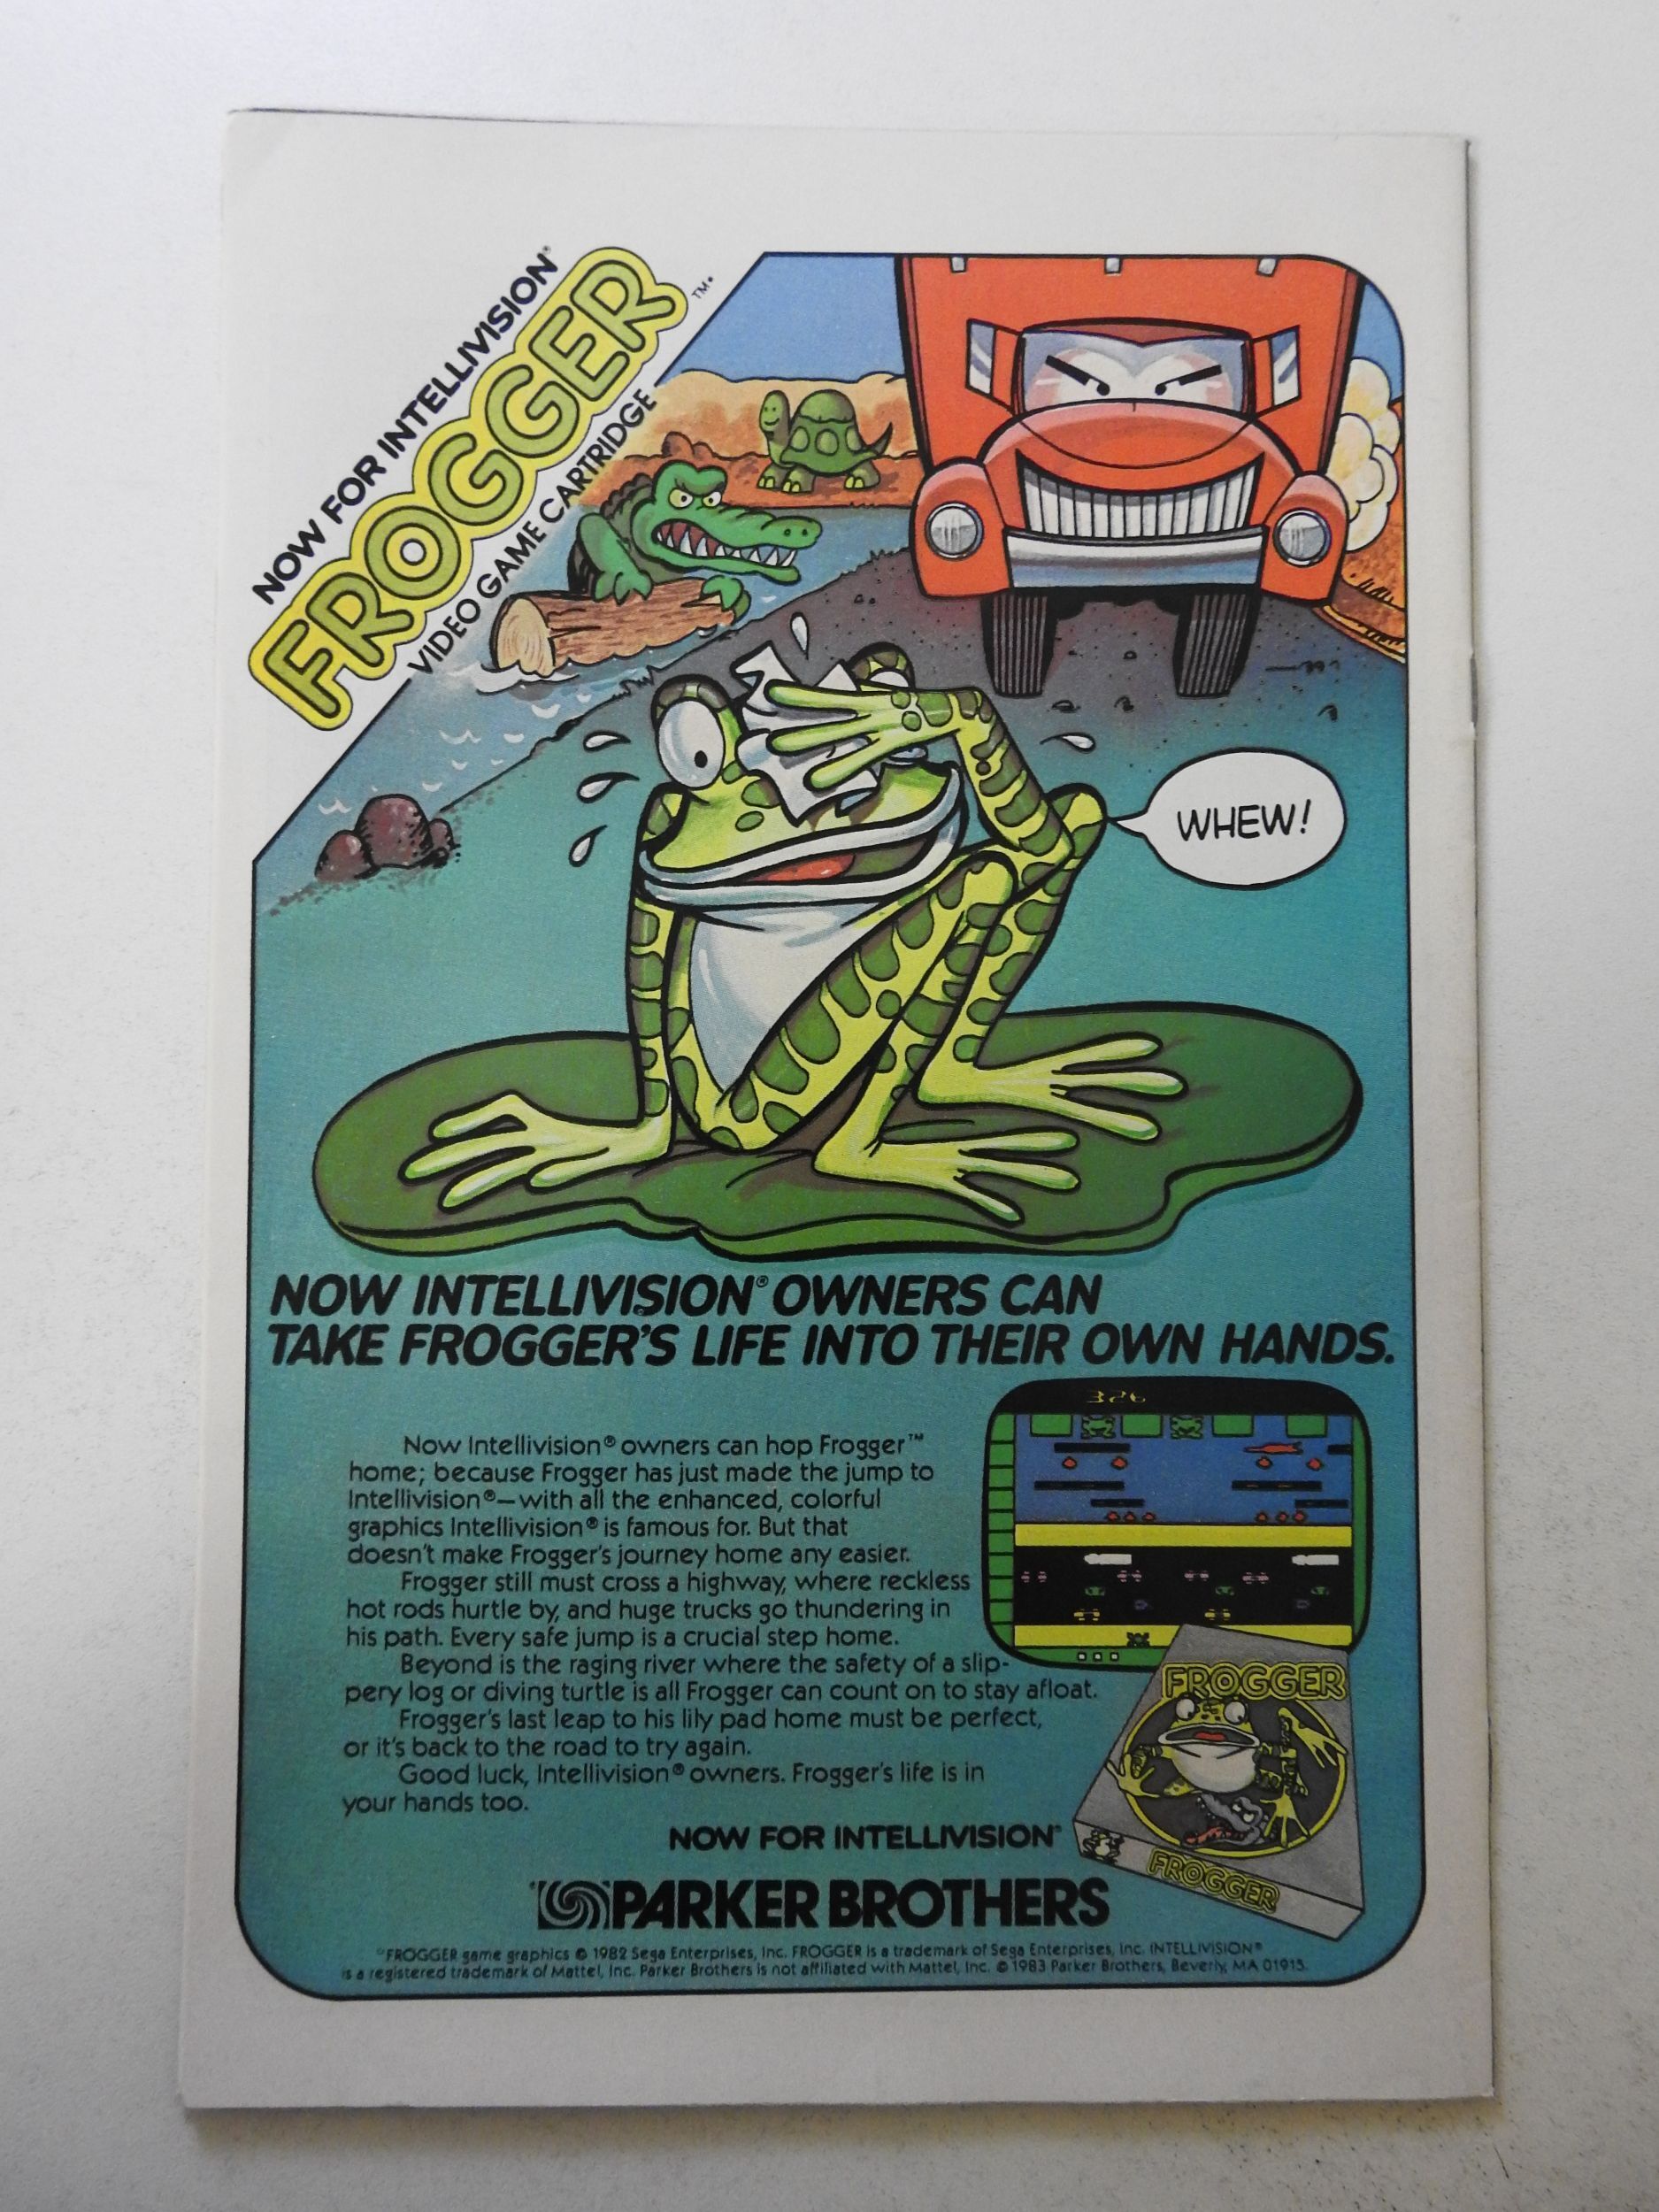 NOW FOR INTELLIVISION®
FROGGER™
VIDEO GAME CARTRIDGE
WHEW!
NOW INTELLIVISION® OWNERS CAN
TAKE FROGGER'S LIFE INTO THEIR OWN HANDS.
Now Intellivision® owners can hop Frogger™
home; because Frogger has just made the jump to
Intellivision®—with all the enhanced, colorful
graphics Intellivision® is famous for. But that
doesn't make Frogger's journey home any easier.
Frogger still must cross a highway, where reckless
hot rods hurtle by, and huge trucks go thundering in
his path. Every safe jump is a crucial step home.
Beyond is the raging river where the safety of a slip-
pery log or diving turtle is all Frogger can count on to stay afloat.
Frogger's last leap to his lily pad home must be perfect,
or it's back to the road to try again.
Good luck, Intellivision® owners. Frogger's life is in
your hands too.
326
FROGGER
FROGGER
NOW FOR INTELLIVISION®
PARKER BROTHERS
FROGGER game graphics © 1982 Sega Enterprises, Inc. FROGGER is a trademark of Sega Enterprises, Inc. INTELLIVISION®
is a registered trademark of Mattel, Inc. Parker Brothers is not affiliated with Mattel, Inc. © 1983 Parker Brothers, Beverly, MA 01915.